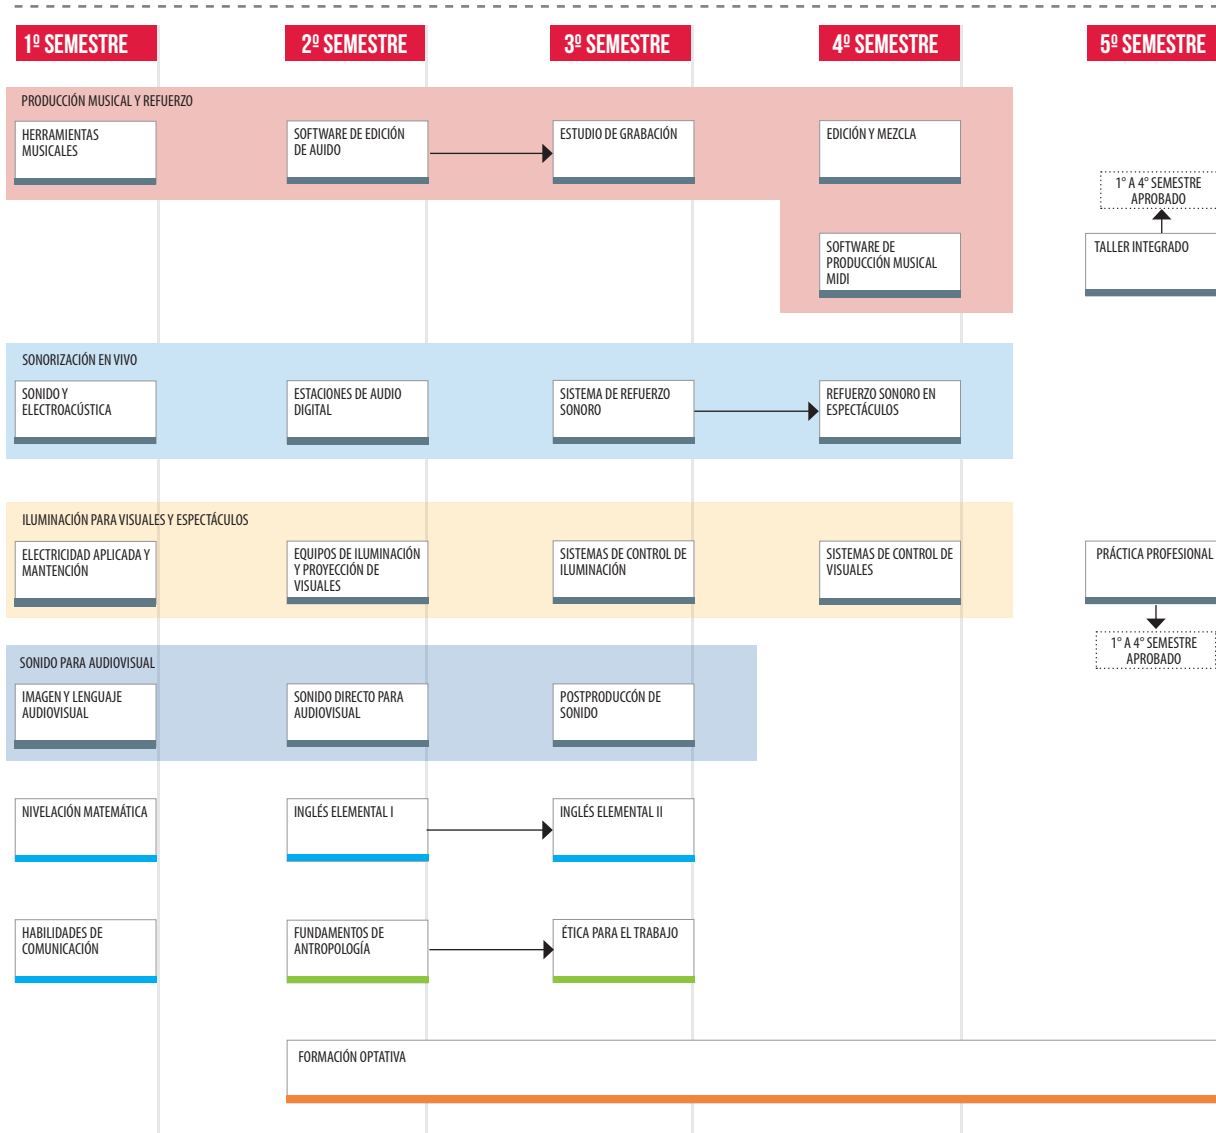 1º SEMESTRE
2º SEMESTRE
3º SEMESTRE
4º SEMESTRE
5º SEMESTRE
PRODUCCIÓN MUSICAL Y REFUERZO
HERRAMIENTAS
MUSICALES
SOFTWARE DE EDICIÓN
DE AUIDO
ESTUDIO DE GRABACIÓN
EDICIÓN Y MEZCLA
1° A 4° SEMESTRE
APROBADO
SOFTWARE DE
PRODUCCIÓN MUSICAL
MIDI
TALLER INTEGRADO
SONORIZACIÓN EN VIVO
SONIDO Y
ELECTROACÚSTICA
ESTACIONES DE AUDIO
DIGITAL
SISTEMA DE REFUERZO
SONORO
REFUERZO SONORO EN
ESPECTÁCULOS
ILUMINACIÓN PARA VISUALES Y ESPECTÁCULOS
ELECTRICIDAD APLICADA Y
MANTENCIÓN
EQUIPOS DE ILUMINACIÓN
Y PROYECCIÓN DE
VISUALES
SISTEMAS DE CONTROL DE
ILUMINACIÓN
SISTEMAS DE CONTROL DE
VISUALES
PRÁCTICA PROFESIONAL
1° A 4° SEMESTRE
APROBADO
SONIDO PARA AUDIOVISUAL
IMAGEN Y LENGUAJE
AUDIOVISUAL
SONIDO DIRECTO PARA
AUDIOVISUAL
POSTPRODUCCÓN DE
SONIDO
NIVELACIÓN MATEMÁTICA
INGLÉS ELEMENTAL I
INGLÉS ELEMENTAL II
HABILIDADES DE
COMUNICACIÓN
FUNDAMENTOS DE
ANTROPOLOGÍA
ÉTICA PARA EL TRABAJO
FORMACIÓN OPTATIVA